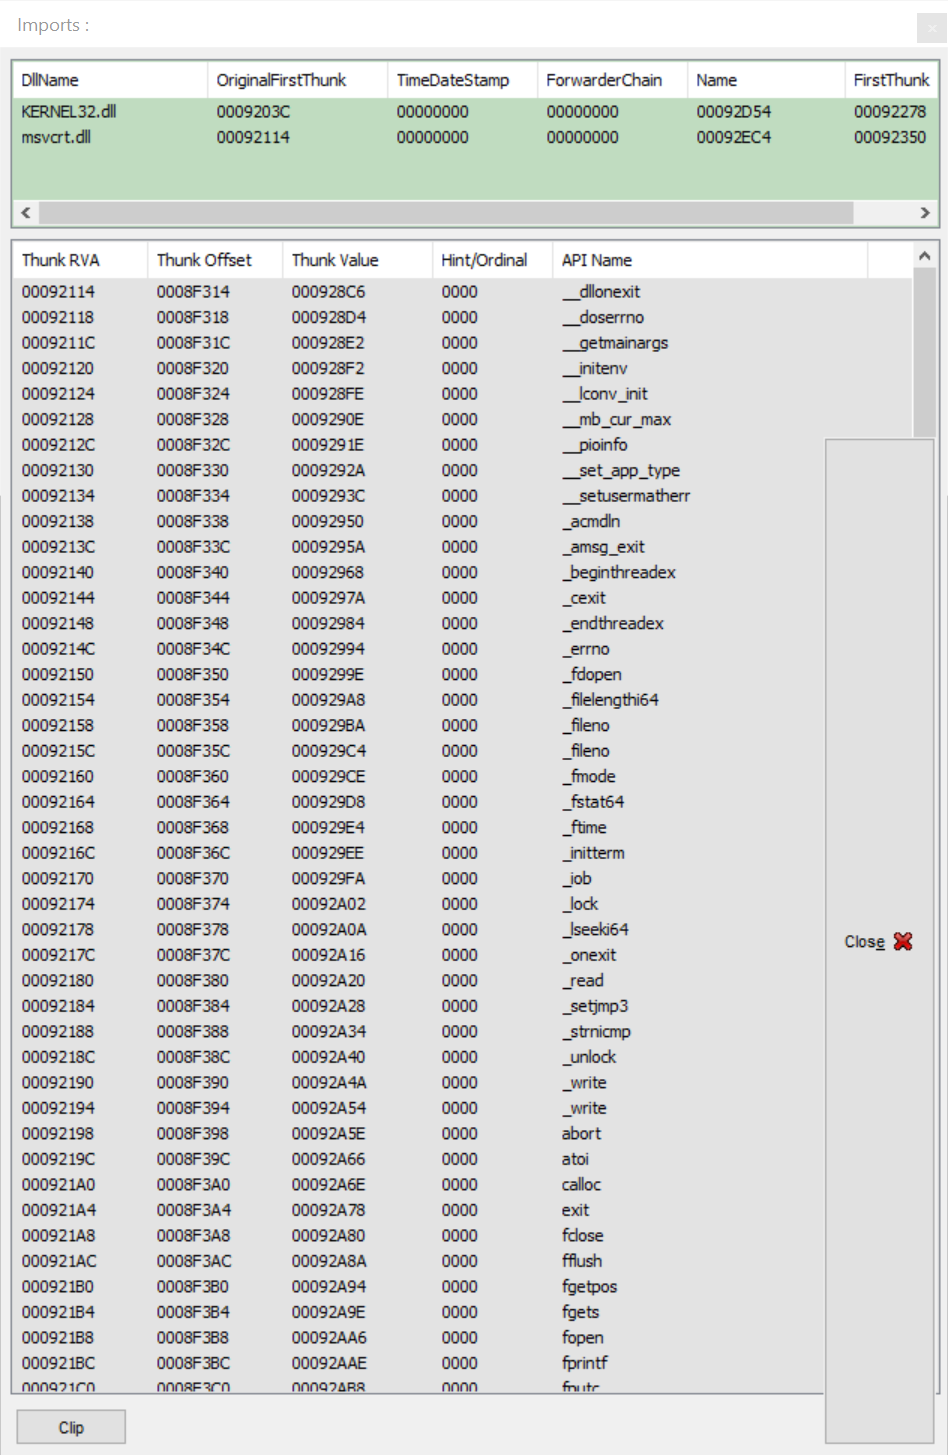 Imports :
DllName OriginalFirstThunk TimeDateStamp ForwarderChain Name FirstThunk
KERNEL32.dll 0009203C 00000000 00000000 00092D54 00092278
msvcrt.dll 00092114 00000000 00000000 00092EC4 00092350
Thunk RVA Thunk Offset Thunk Value Hint/Ordinal API Name
00092114 0008F314 000928C6 0000 __dllonexit
00092118 0008F318 000928D4 0000 __doserrno
0009211C 0008F31C 000928E2 0000 __getmainargs
00092120 0008F320 000928F2 0000 __initenv
00092124 0008F324 000928FE 0000 __lconv_init
00092128 0008F328 0009290E 0000 __mb_cur_max
0009212C 0008F32C 0009291E 0000 __pioinfo
00092130 0008F330 0009292A 0000 __set_app_type
00092134 0008F334 0009293C 0000 __setusermatherr
00092138 0008F338 00092950 0000 _acmdln
0009213C 0008F33C 0009295A 0000 _amsg_exit
00092140 0008F340 00092968 0000 _beginthreadex
00092144 0008F344 0009297A 0000 _cexit
00092148 0008F348 00092984 0000 _endthreadex
0009214C 0008F34C 00092994 0000 _errno
00092150 0008F350 0009299E 0000 _fdopen
00092154 0008F354 000929A8 0000 _filelengthi64
00092158 0008F358 000929BA 0000 _fileno
0009215C 0008F35C 000929C4 0000 _fileno
00092160 0008F360 000929CE 0000 _fmode
00092164 0008F364 000929D8 0000 _fstat64
00092168 0008F368 000929E4 0000 _ftime
0009216C 0008F36C 000929EE 0000 _initterm
00092170 0008F370 000929FA 0000 _iob
00092174 0008F374 00092A02 0000 _lock
00092178 0008F378 00092A0A 0000 _lseeki64
0009217C 0008F37C 00092A16 0000 _onexit
00092180 0008F380 00092A20 0000 _read
00092184 0008F384 00092A28 0000 _setjmp3
00092188 0008F388 00092A34 0000 _strnicmp
0009218C 0008F38C 00092A40 0000 _unlock
00092190 0008F390 00092A4A 0000 _write
00092194 0008F394 00092A54 0000 _write
00092198 0008F398 00092A5E 0000 abort
0009219C 0008F39C 00092A66 0000 atoi
000921A0 0008F3A0 00092A6E 0000 calloc
000921A4 0008F3A4 00092A78 0000 exit
000921A8 0008F3A8 00092A80 0000 fclose
000921AC 0008F3AC 00092A8A 0000 fflush
000921B0 0008F3B0 00092A94 0000 fgetpos
000921B4 0008F3B4 00092A9E 0000 fgets
000921B8 0008F3B8 00092AA6 0000 fopen
000921BC 0008F3BC 00092AAE 0000 fprintf
000921C0 0008F3C0 00092AB8 0000 fputc
Close
Clip